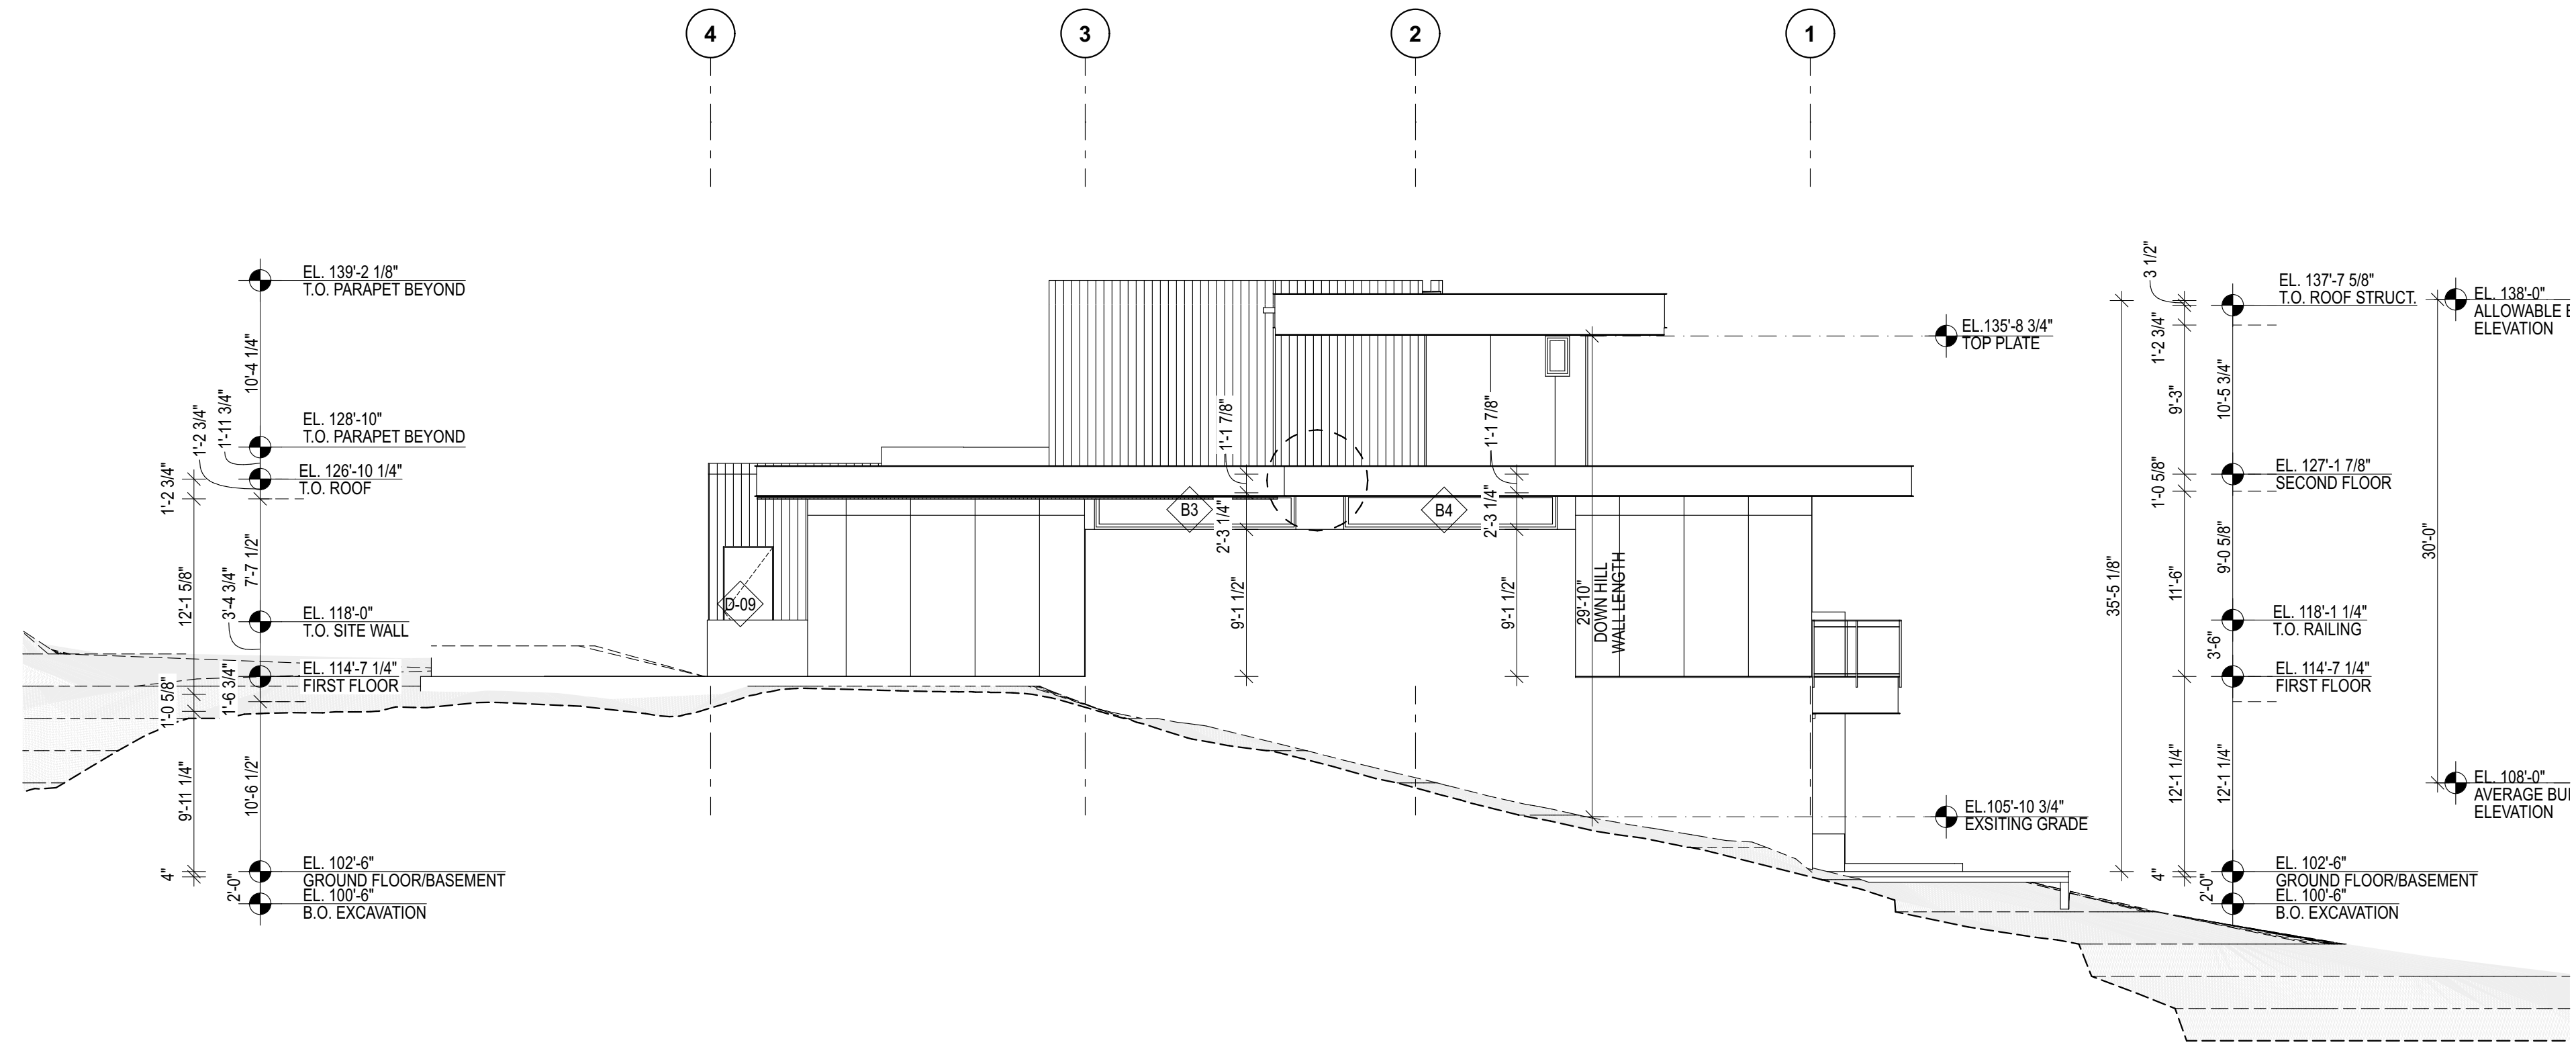 4
3
2
1
EL. 139'-2 1/8"
T.O. PARAPET BEYOND
10'-4 1/4"
EL. 128'-10"
T.O. PARAPET BEYOND
1'-11 3/4"
1'-2 3/4"
1'-2 3/4"
EL. 126'-10 1/4"
T.O. ROOF
7'-7 1/2"
12'-1 5/8"
3'-4 3/4"
EL. 118'-0"
T.O. SITE WALL
EL. 114'-7 1/4"
FIRST FLOOR
1'-6 3/4"
1'-0 5/8"
9'-11 1/4"
10'-6 1/2"
EL. 102'-6"
GROUND FLOOR/BASEMENT
4"
2'-0"
EL. 100'-6"
B.O. EXCAVATION
D-09
B3
B4
1'-1 7/8"
2'-3 1/4"
9'-1 1/2"
1'-1 7/8"
2'-3 1/4"
9'-1 1/2"
29'-10"
DOWN HILL
WALL LENGTH
EL.135'-8 3/4"
TOP PLATE
EL.105'-10 3/4"
EXSITING GRADE
35'-5 1/8"
3 1/2"
1'-2 3/4"
9'-3"
1'-0 5/8"
11'-6"
12'-1 1/4"
4"
EL. 137'-7 5/8"
T.O. ROOF STRUCT.
10'-5 3/4"
EL. 127'-1 7/8"
SECOND FLOOR
9'-0 5/8"
EL. 118'-1 1/4"
T.O. RAILING
3'-6"
EL. 114'-7 1/4"
FIRST FLOOR
12'-1 1/4"
EL. 102'-6"
GROUND FLOOR/BASEMENT
2'-0"
EL. 100'-6"
B.O. EXCAVATION
30'-0"
EL. 138'-0"
ALLOWABLE
ELEVATION
EL. 108'-0"
AVERAGE
ELEVATION